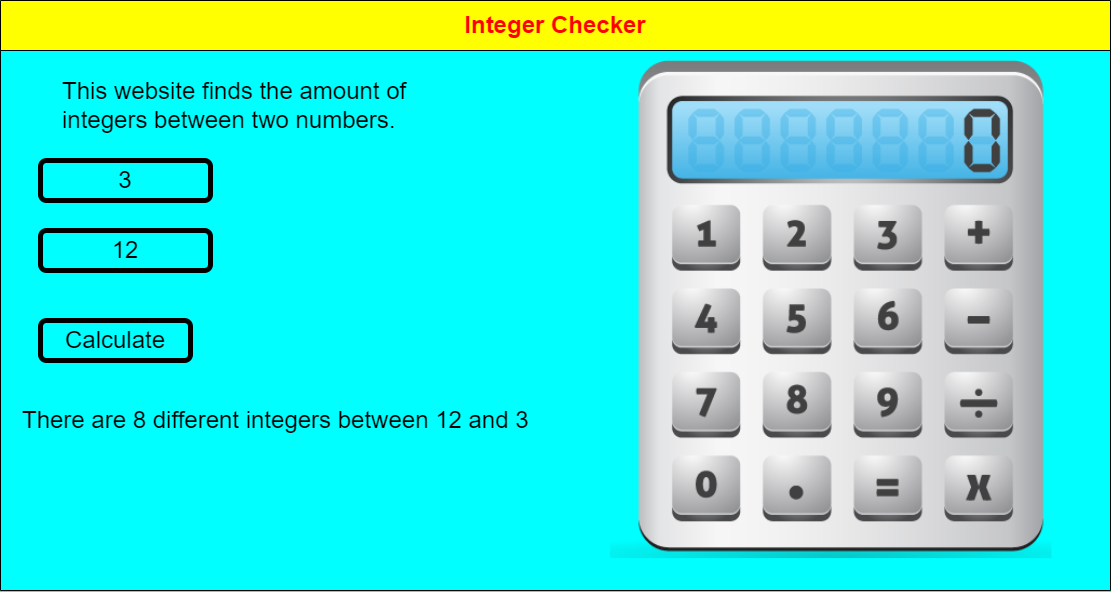 Integer Checker
This website finds the amount of
integers between two numbers.
3
12
Calculate
There are 8 different integers between 12 and 3
0
1 2 3 +
4 5 6 −
7 8 9 ÷
0 . = x